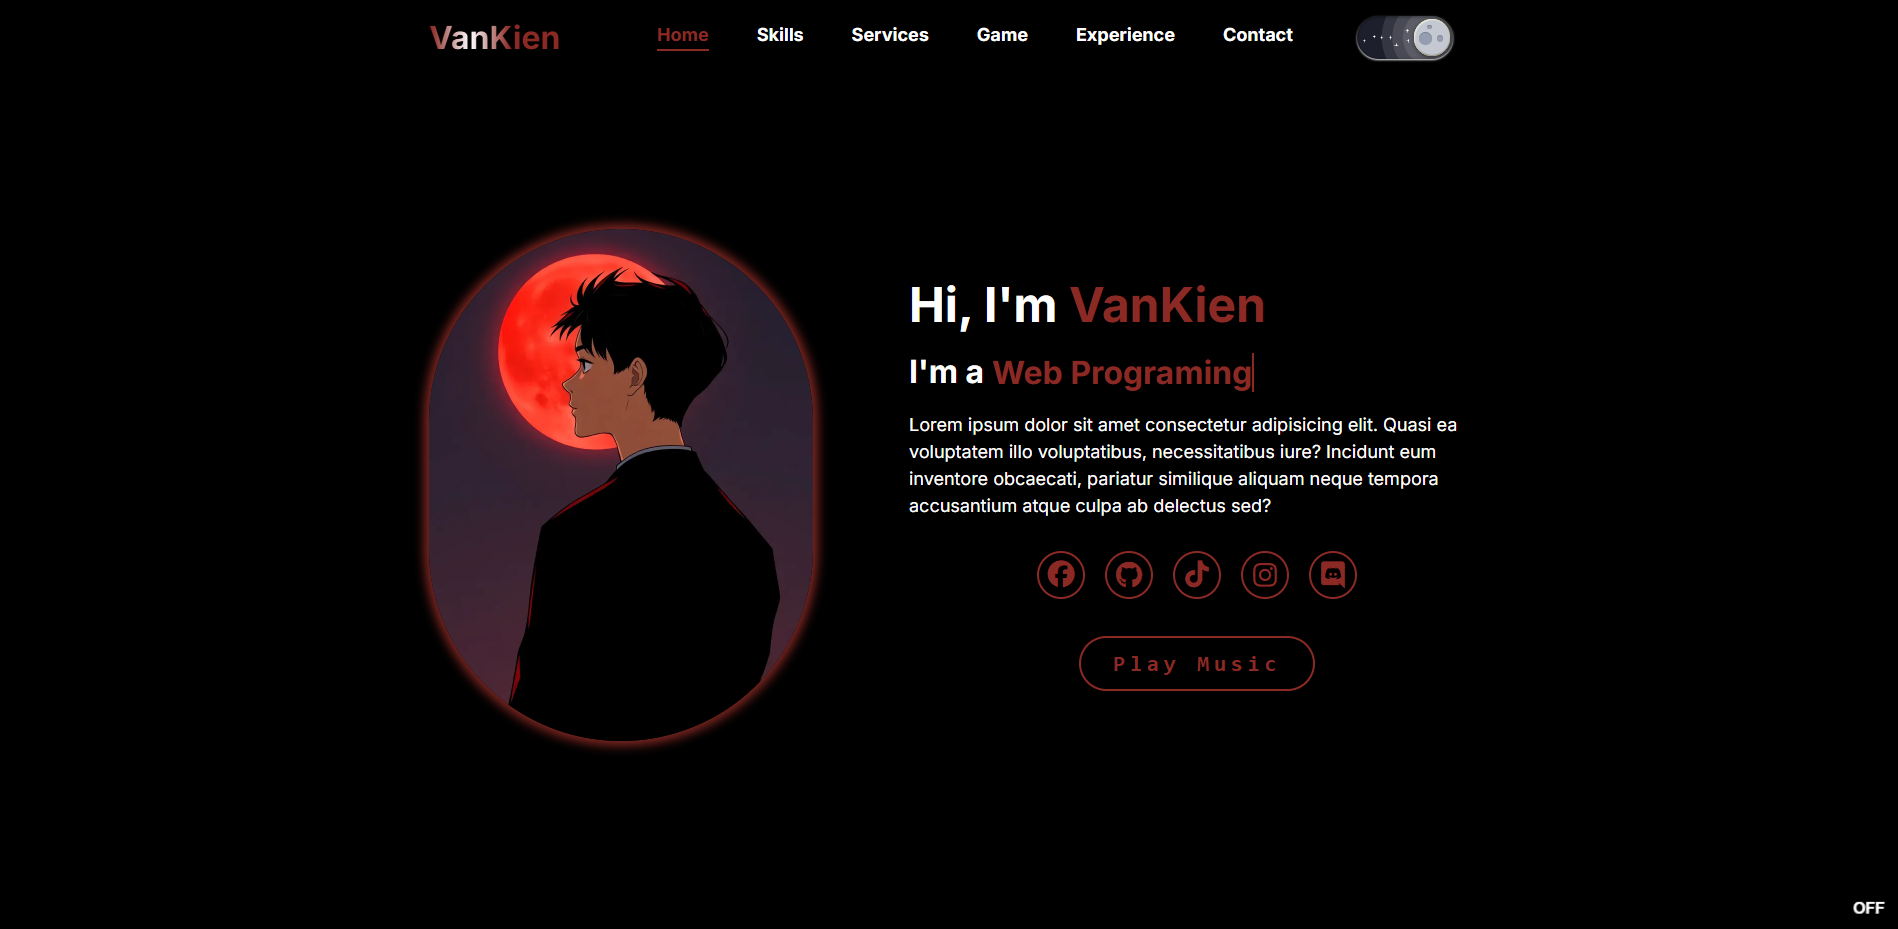 VanKien
Home
Skills
Services
Game
Experience
Contact
Hi, I'm VanKien
I'm a Web Programing
Lorem ipsum dolor sit amet consectetur adipisicing elit. Quasi ea
voluptatem illo voluptatibus, necessitatibus iure? Incidunt eum
inventore obcaecati, pariatur similique aliquam neque tempora
accusantium atque culpa ab delectus sed?
Play Music
OFF